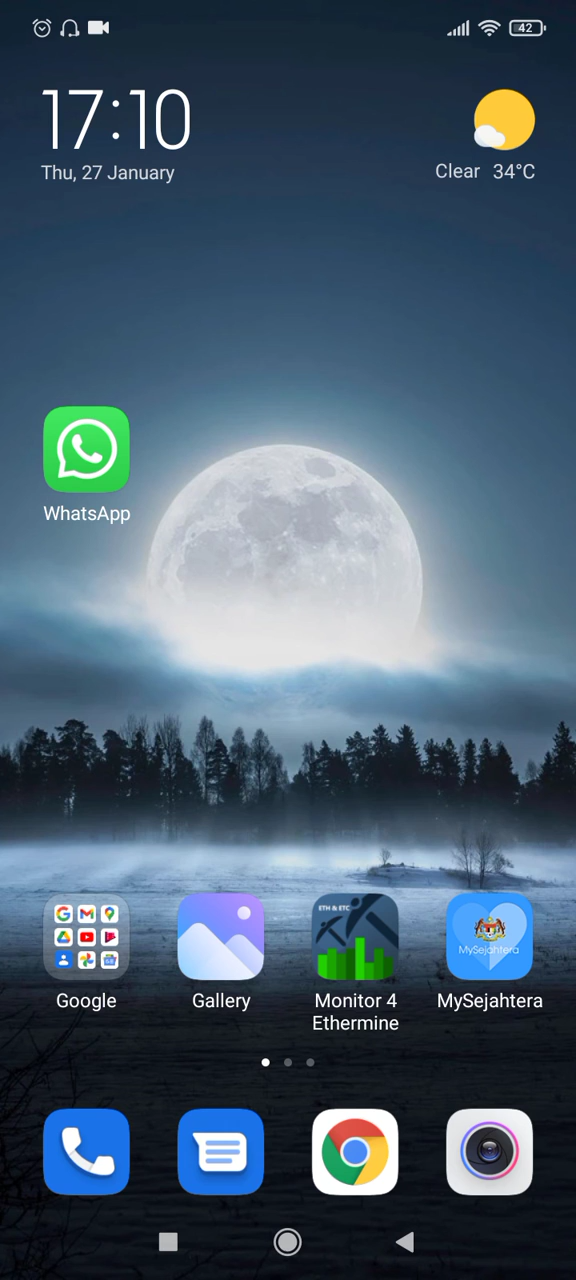 42
17:10
Thu, 27 January
Clear 34°C
WhatsApp
ETH & ETC
MySejahtera
Google
Gallery
Monitor 4
Ethermine
MySejahtera